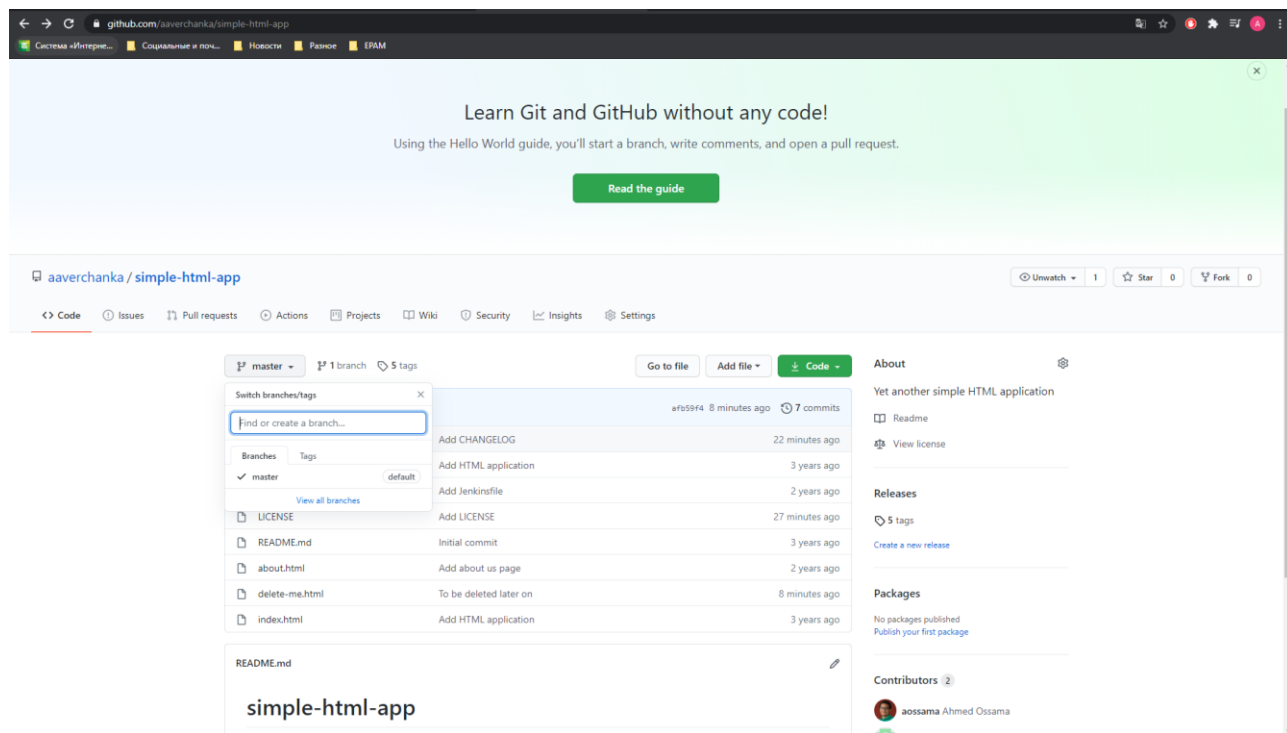 github.com/aaverchanka/simple-html-app
Система «Интерне... Социальные и поч... Новости Разное EPAM
Learn Git and GitHub without any code!
Using the Hello World guide, you'll start a branch, write comments, and open a pull request.
Read the guide
aaverchanka / simple-html-app
Unwatch 1 Star 0 Fork 0
Code Issues Pull requests Actions Projects Wiki Security Insights Settings
master 1 branch 5 tags Go to file Add file Code
Switch branches/tags
Find or create a branch...
Branches Tags
master default
View all branches
afb59f4 8 minutes ago 7 commits
Add CHANGELOG 22 minutes ago
Add HTML application 3 years ago
Add Jenkinsfile 2 years ago
LICENSE Add LICENSE 27 minutes ago
README.md Initial commit 3 years ago
about.html Add about us page 2 years ago
delete-me.html To be deleted later on 8 minutes ago
index.html Add HTML application 3 years ago
README.md
simple-html-app
About
Yet another simple HTML application
Readme
View license
Releases
5 tags
Create a new release
Packages
No packages published
Publish your first package
Contributors 2
aossama Ahmed Ossama